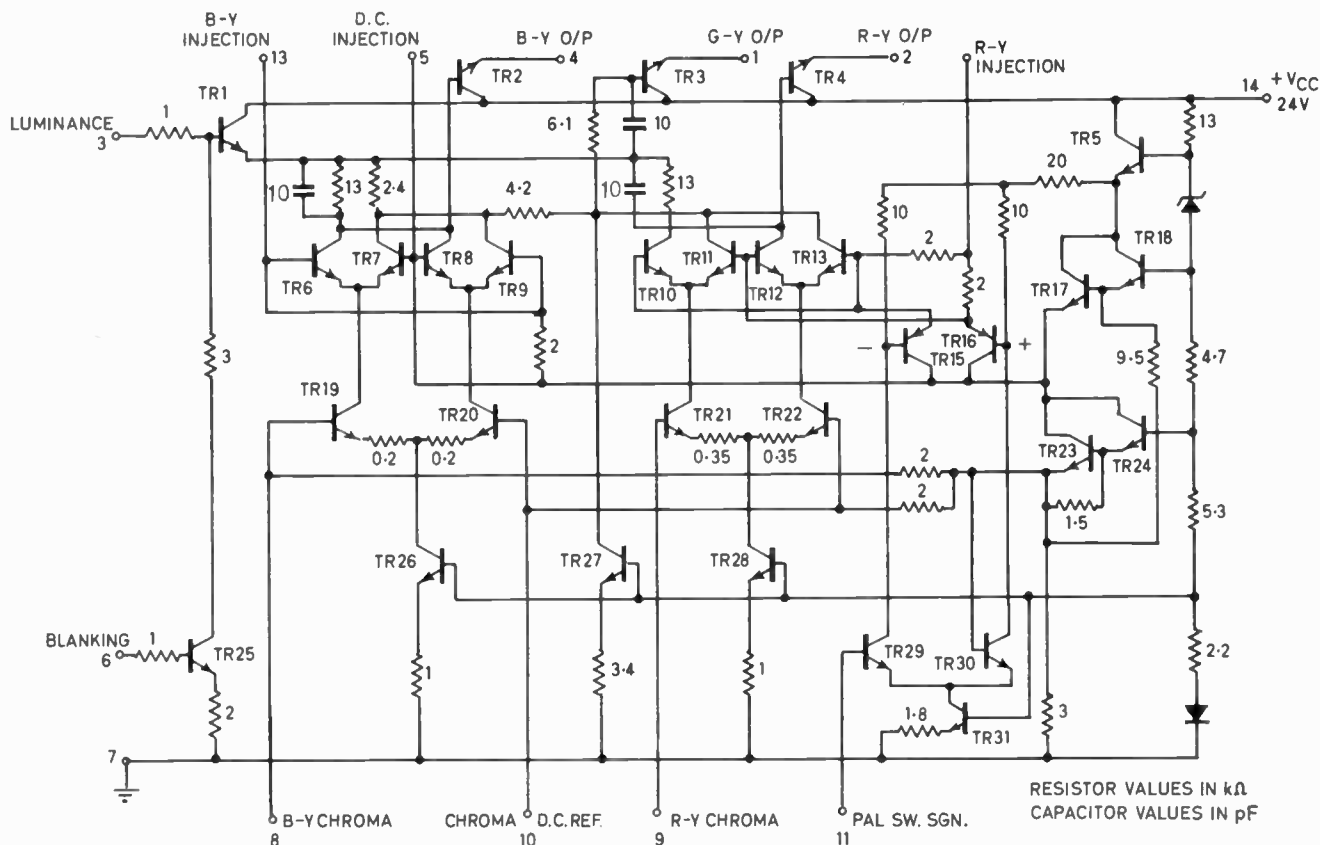 B-Y
INJECTION
13
D.C.
INJECTION
5
B-Y O/P
4
G-Y O/P
1
R-Y O/P
2
R-Y
INJECTION
TR2
TR3
TR4
14
+VCC
24V
TR1
1
LUMINANCE
3
6·1
10
TR5
13
20
10
13
2·4
4·2
10
13
10
10
2
TR18
TR6
TR7
TR8
TR9
TR10
TR11
TR12
TR13
2
TR17
3
2
−
TR16
TR15
+
9·5
4·7
TR19
TR20
TR21
TR22
0·2
0·2
0·35
0·35
2
2
TR23
TR24
1·5
5·3
TR26
TR27
TR28
BLANKING
6
1
TR25
2
1
3·4
1
TR29
TR30
2·2
1·8
TR31
3
7
RESISTOR VALUES IN kΩ
CAPACITOR VALUES IN pF
B-Y CHROMA
8
CHROMA D.C.REF.
10
R-Y CHROMA
9
PAL SW. SGN.
11